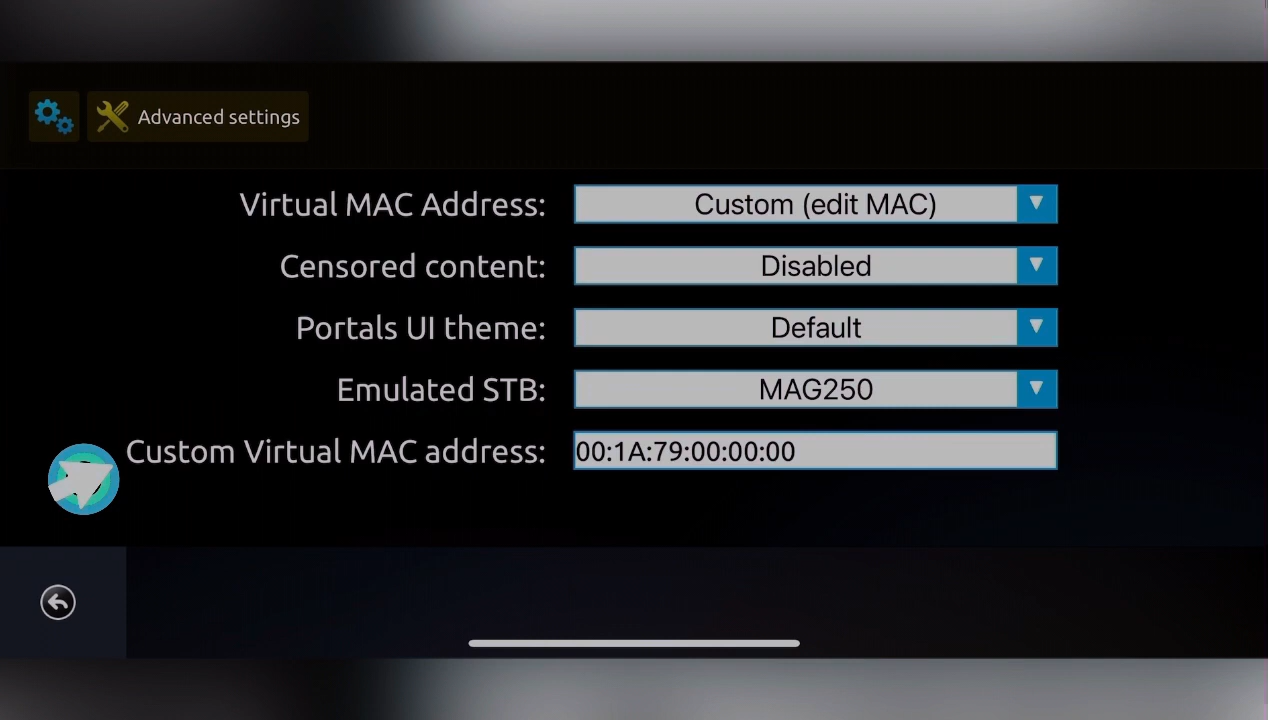 Advanced settings
Virtual MAC Address: Custom (edit MAC)
Censored content: Disabled
Portals UI theme: Default
Emulated STB: MAG250
Custom Virtual MAC address: 00:1A:79:00:00:00